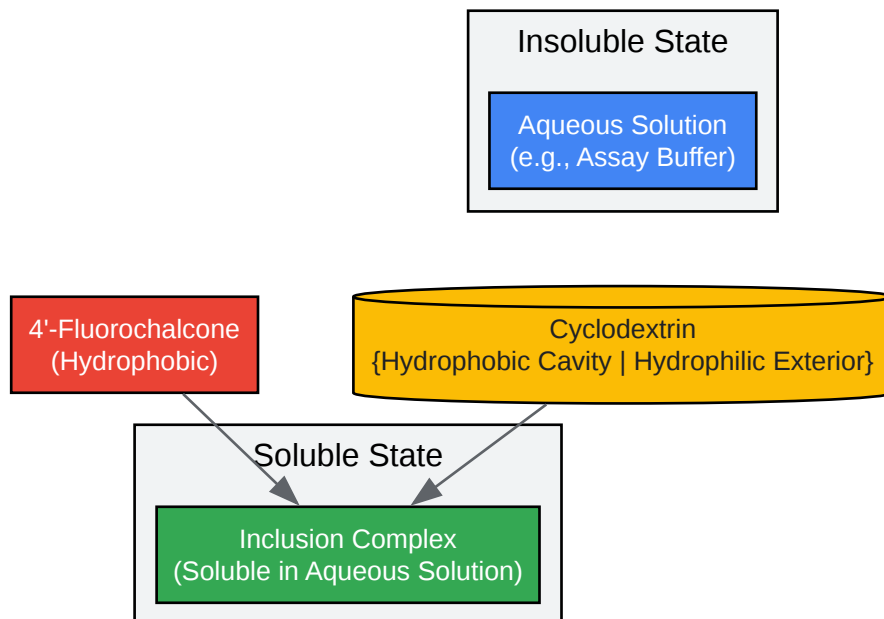 Insoluble State
Aqueous Solution
(e.g., Assay Buffer)
4'-Fluorochalcone
(Hydrophobic)
Cyclodextrin
{Hydrophobic Cavity | Hydrophilic Exterior}
Soluble State
Inclusion Complex
(Soluble in Aqueous Solution)